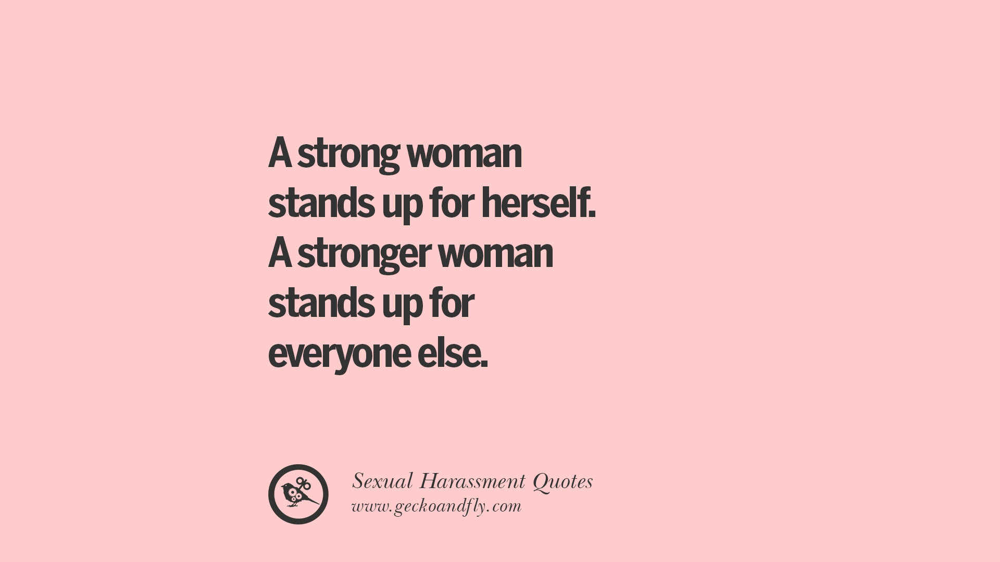 A strong woman
stands up for herself.
A stronger woman
stands up for
everyone else.
Sexual Harassment Quotes
www.geckoandfly.com